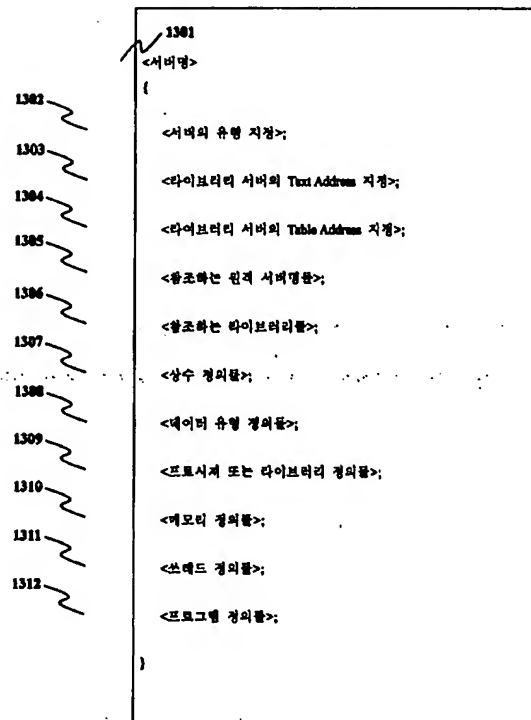 1301
<서버명>
{
1302
<서버의 유형 지정>;
1303
<라이브러리 서버의 Text Address 지정>;
1304
<라이브러리 서버의 Table Address 지정>;
1305
<참조하는 원격 서버명들>;
1306
<참조하는 라이브러리들>;
1307
<상수 정의들>;
1308
<데이터 유형 정의들>;
1309
<프로시져 또는 라이브러리 정의들>;
1310
<메모리 정의들>;
1311
<쓰레드 정의들>;
1312
<프로그램 정의들>;
}